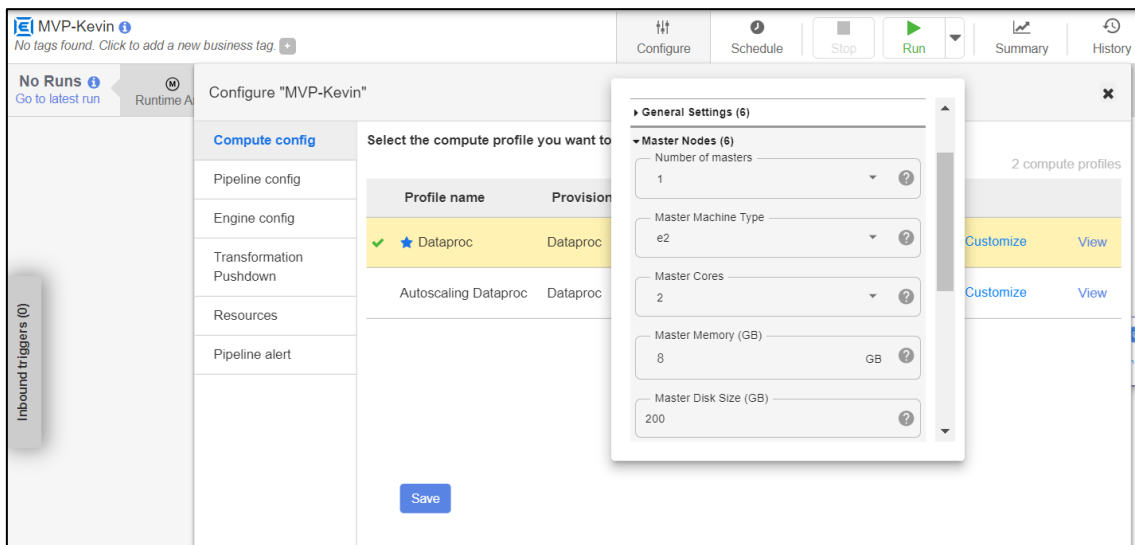 MVP-Kevin
No tags found. Click to add a new business tag.
Configure
Schedule
Stop
Run
Summary
History
No Runs
Go to latest run
Runtime A
Configure "MVP-Kevin"
Compute config
Pipeline config
Engine config
Transformation
Pushdown
Resources
Pipeline alert
Inbound triggers (0)
Select the compute profile you want to
2 compute profiles
Profile name Provision
Dataproc Dataproc Customize View
Autoscaling Dataproc Dataproc Customize View
General Settings (6)
Master Nodes (6)
Number of masters
1
Master Machine Type
e2
Master Cores
2
Master Memory (GB)
8 GB
Master Disk Size (GB)
200
Save